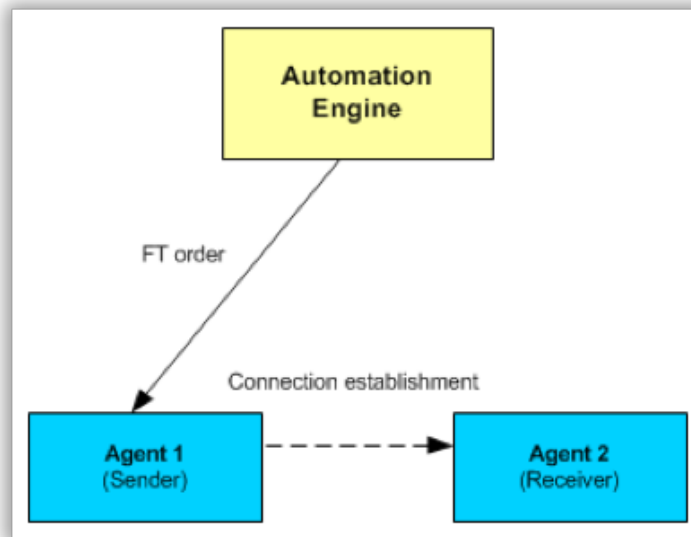 Automation
Engine
FT order
Connection establishment
Agent 1
(Sender)
Agent 2
(Receiver)